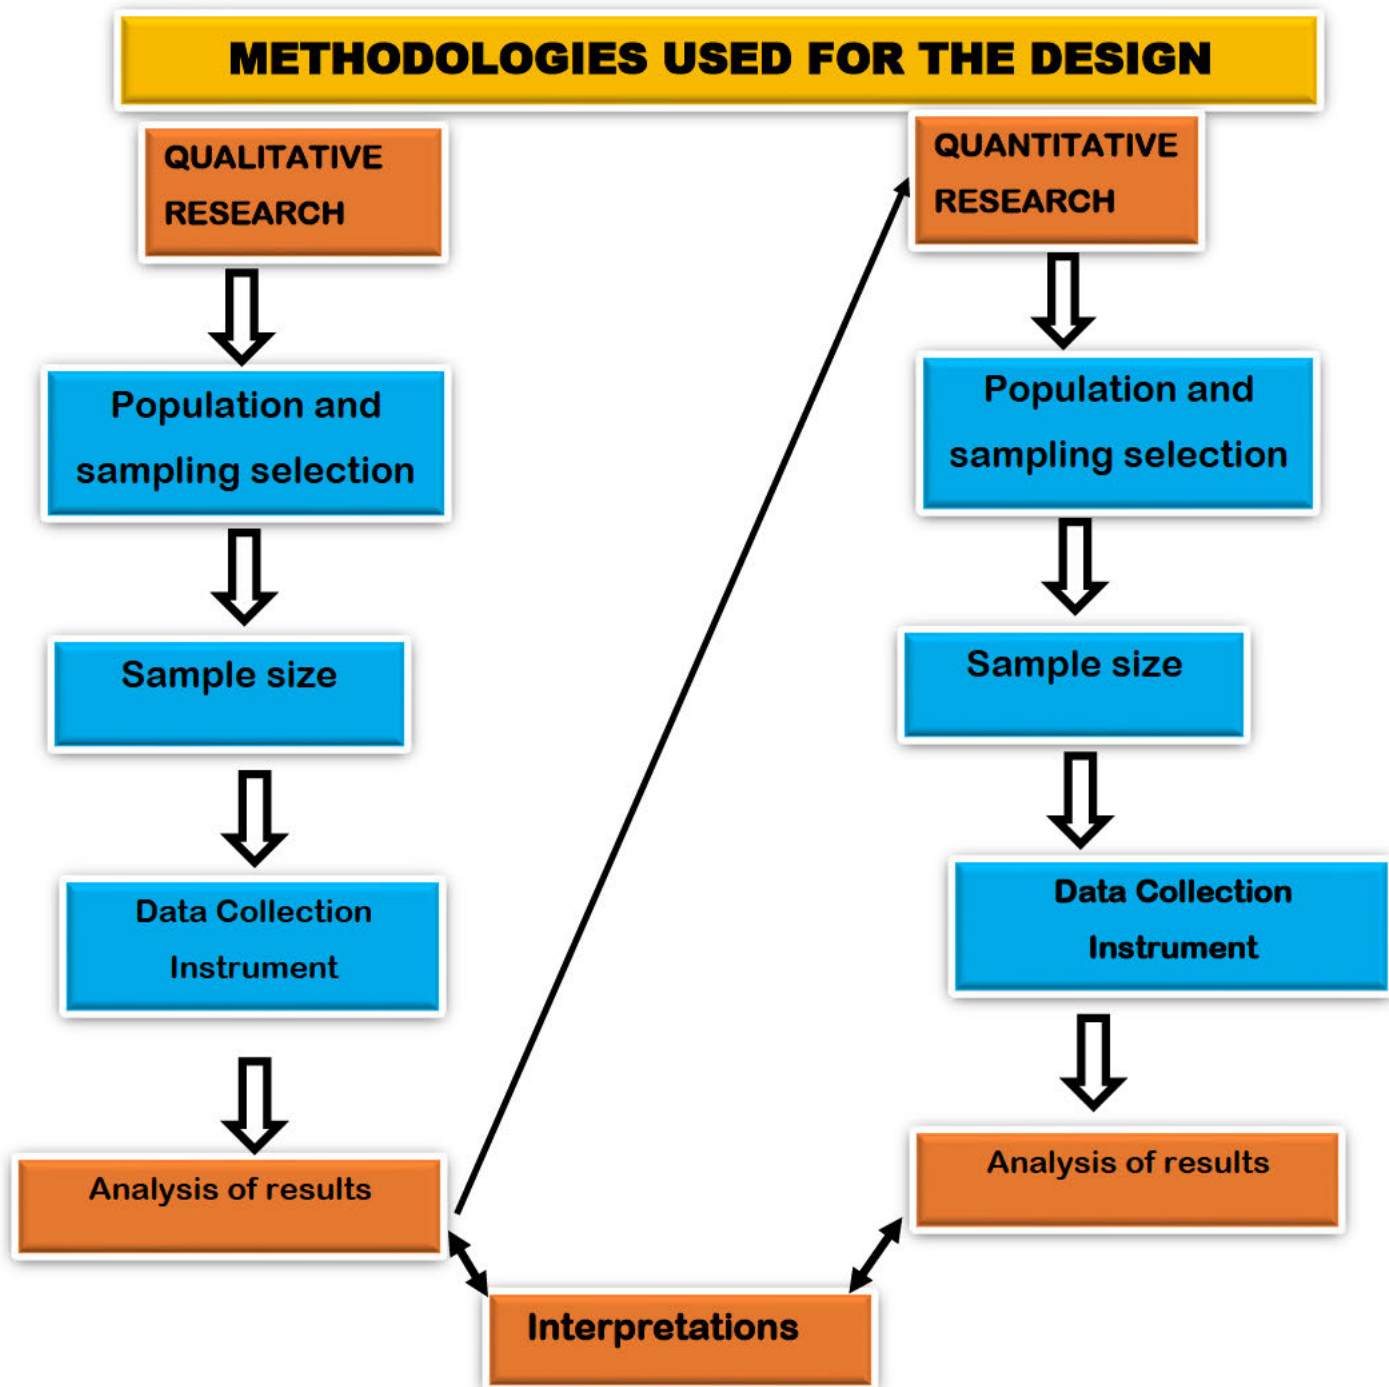 METHODOLOGIES USED FOR THE DESIGN
QUALITATIVE
RESEARCH
Population and
sampling selection
Sample size
Data Collection
Instrument
Analysis of results
QUANTITATIVE
RESEARCH
Population and
sampling selection
Sample size
Data Collection
Instrument
Analysis of results
Interpretations